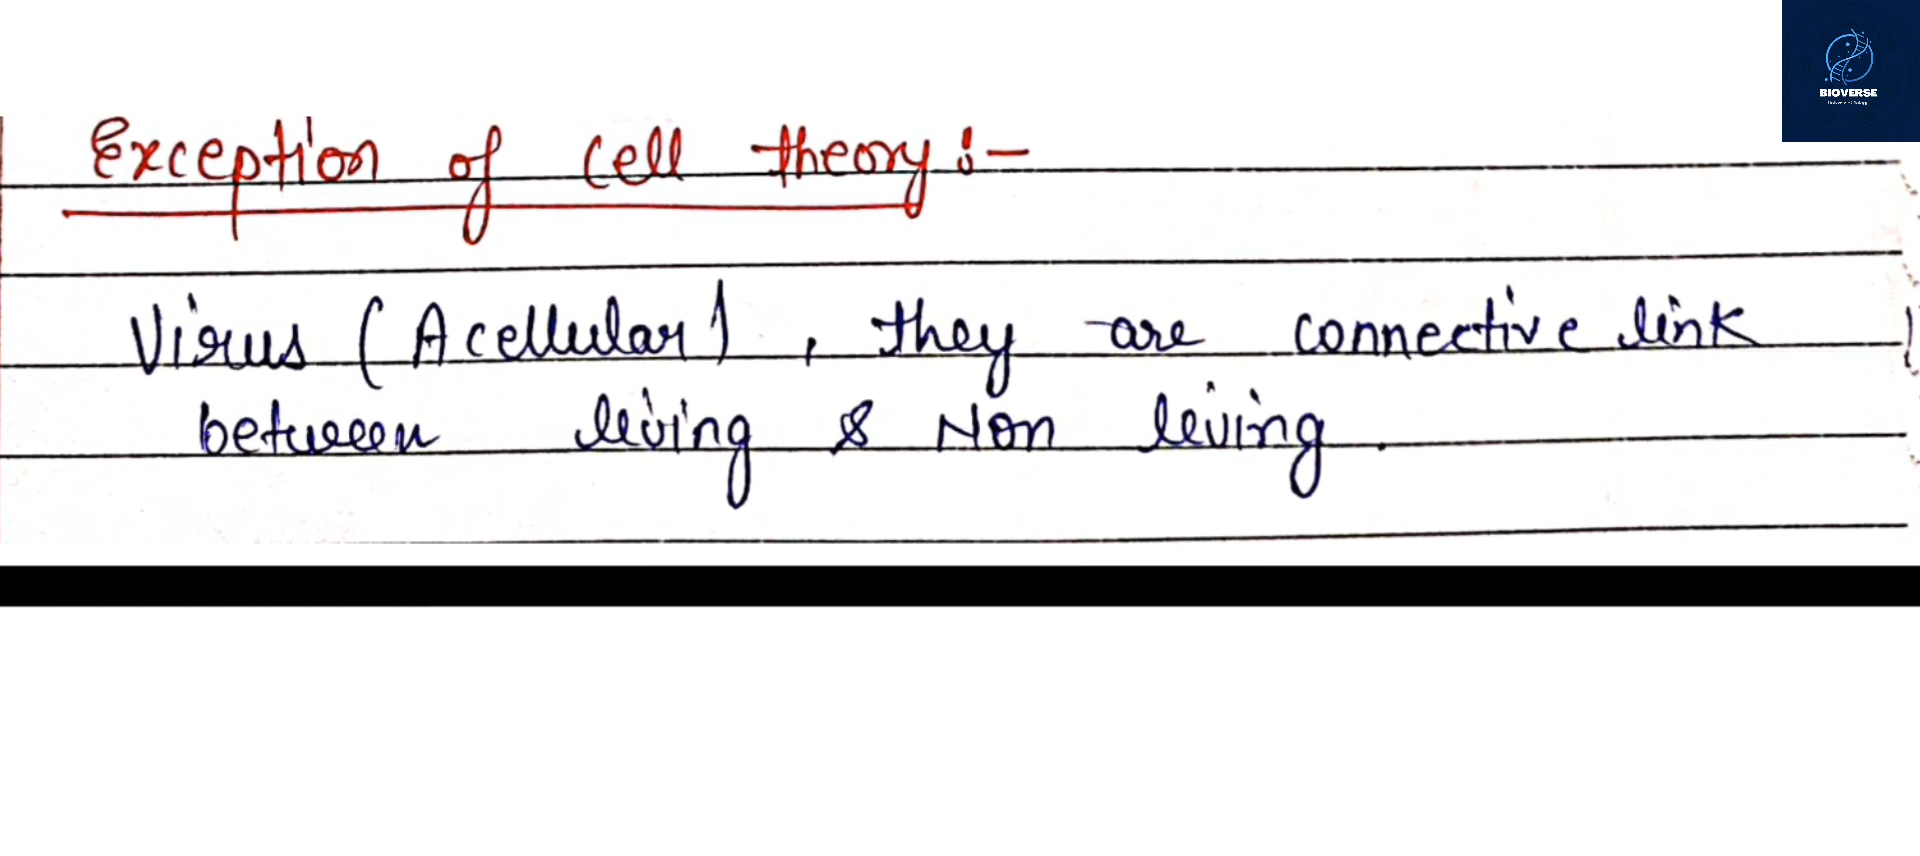 BIOVERSE
Exception of cell theory :-
Virus (Acellular), they are connective link
between living & Non living.